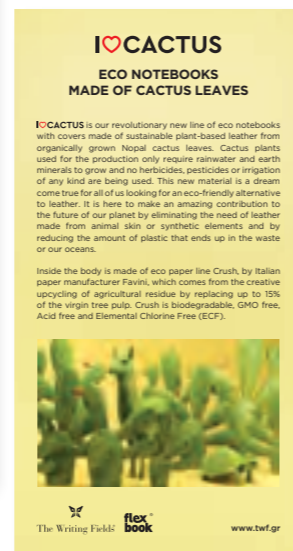 I♡CACTUS
ECO NOTEBOOKS
MADE OF CACTUS LEAVES
I♡CACTUS is our revolutionary new line of eco notebooks
with covers made of sustainable plant-based leather from
organically grown Nopal cactus leaves. Cactus plants
used for the production only require rainwater and earth
minerals to grow and no herbicides, pesticides or irrigation
of any kind are being used. This new material is a dream
come true for all of us looking for an eco-friendly alternative
to leather. It is here to make an amazing contribution to
the future of our planet by eliminating the need of leather
made from animal skin or synthetic elements and by
reducing the amount of plastic that ends up in the waste
or our oceans.
Inside the body is made of eco paper line Crush, by Italian
paper manufacturer Favini, which comes from the creative
upcycling of agricultural residue by replacing up to 15%
of the virgin tree pulp. Crush is biodegradable, GMO free,
Acid free and Elemental Chlorine Free (ECF).
The Writing Fields
flex book®
www.twf.gr